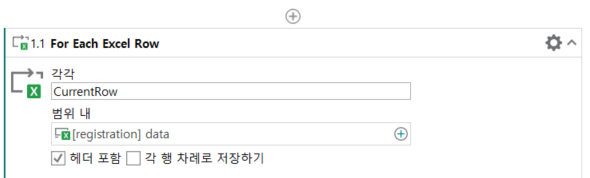 1.1 For Each Excel Row
각각
CurrentRow
범위 내
[registration] data
헤더 포함 각 행 차례로 저장하기